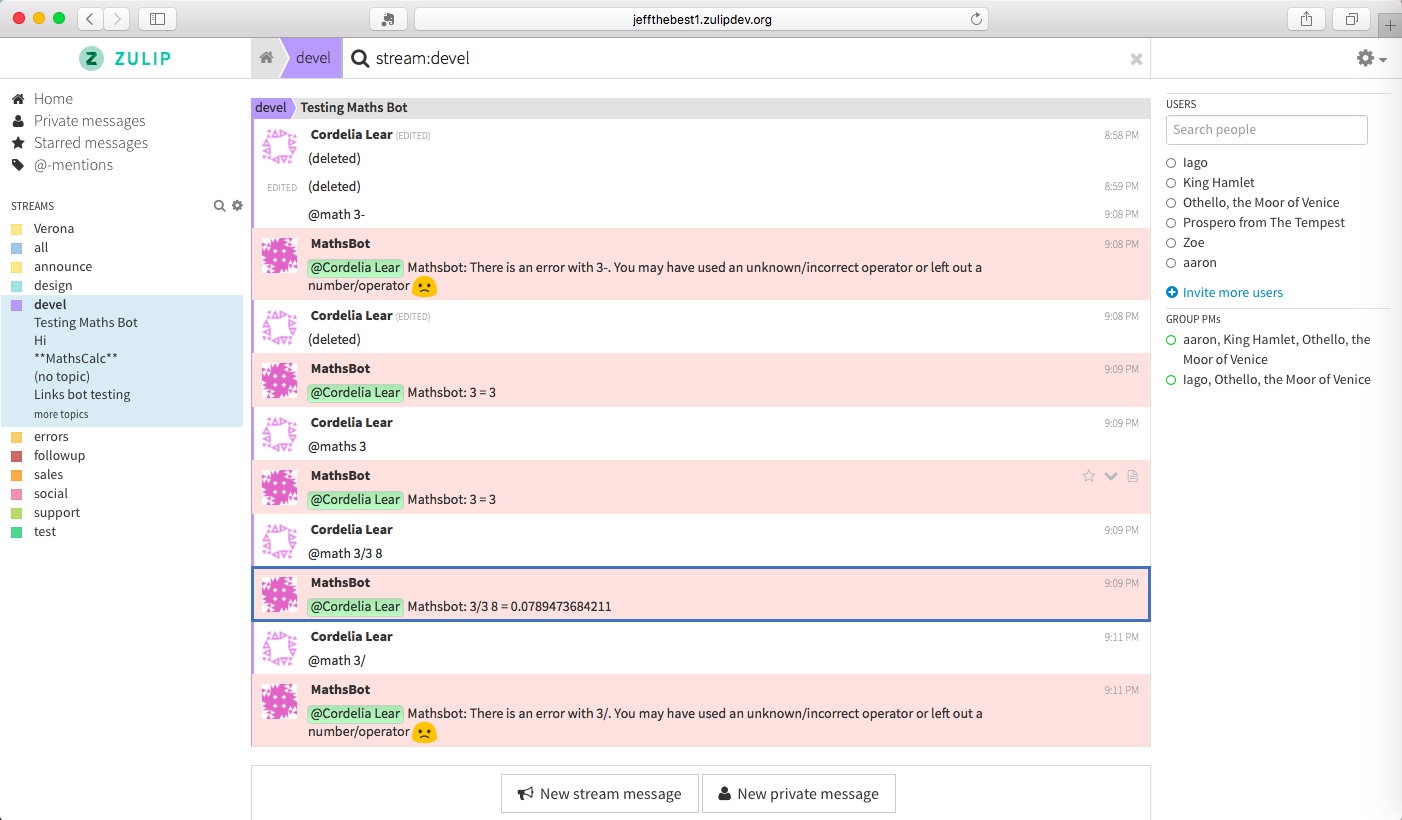 jeffthebest1.zulipdev.org
ZULIP
devel
stream:devel
Home
Private messages
Starred messages
@-mentions
STREAMS
Verona
all
announce
design
devel
Testing Maths Bot
Hi
**MathsCalc**
(no topic)
Links bot testing
more topics
errors
followup
sales
social
support
test
devel Testing Maths Bot
Cordelia Lear (EDITED) 8:58 PM
(deleted)
EDITED (deleted) 8:59 PM
@math 3- 9:08 PM
MathsBot 9:08 PM
@Cordelia Lear Mathsbot: There is an error with 3-. You may have used an unknown/incorrect operator or left out a
number/operator
Cordelia Lear (EDITED) 9:08 PM
(deleted)
MathsBot 9:09 PM
@Cordelia Lear Mathsbot: 3 = 3
Cordelia Lear 9:09 PM
@maths 3
MathsBot
@Cordelia Lear Mathsbot: 3 = 3
Cordelia Lear 9:09 PM
@math 3/3 8
MathsBot 9:09 PM
@Cordelia Lear Mathsbot: 3/3 8 = 0.0789473684211
Cordelia Lear 9:11 PM
@math 3/
MathsBot 9:11 PM
@Cordelia Lear Mathsbot: There is an error with 3/. You may have used an unknown/incorrect operator or left out a
number/operator
New stream message
New private message
USERS
Search people
Iago
King Hamlet
Othello, the Moor of Venice
Prospero from The Tempest
Zoe
aaron
Invite more users
GROUP PMs
aaron, King Hamlet, Othello, the
Moor of Venice
Iago, Othello, the Moor of Venice